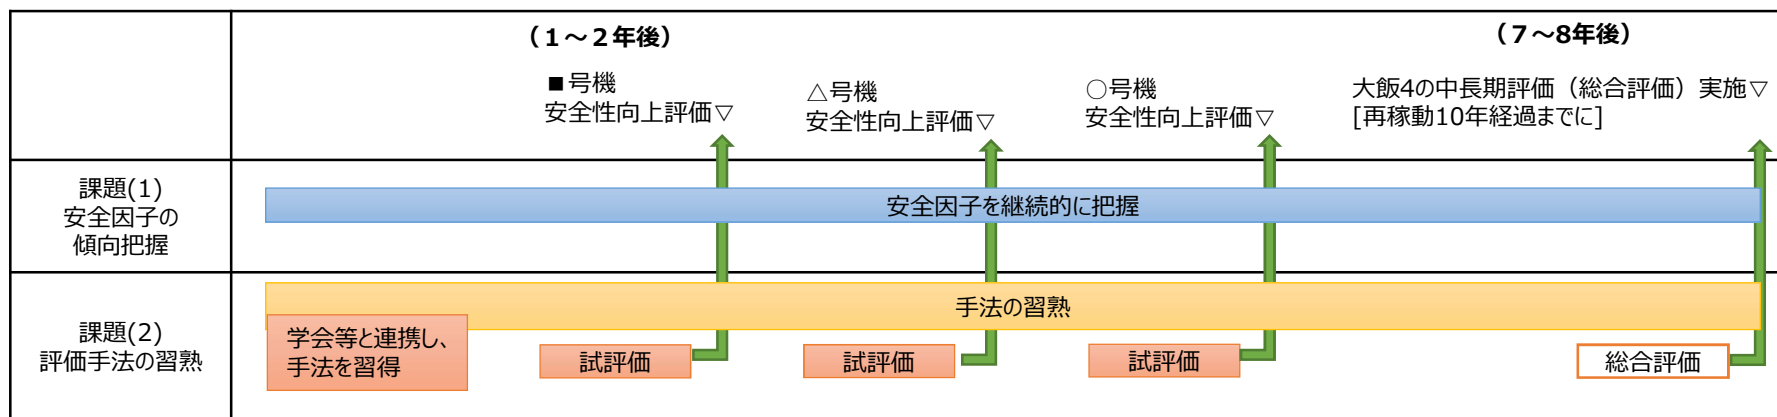 （１～２年後）
（７～8年後）
■号機
安全性向上評価▽
△号機
安全性向上評価▽
○号機
安全性向上評価▽
大飯4の中長期評価（総合評価）実施▽
[再稼動10年経過までに]
課題(1)
安全因子の
傾向把握
安全因子を継続的に把握
課題(2)
評価手法の習熟
手法の習熟
学会等と連携し、
手法を習得
試評価
試評価
試評価
総合評価